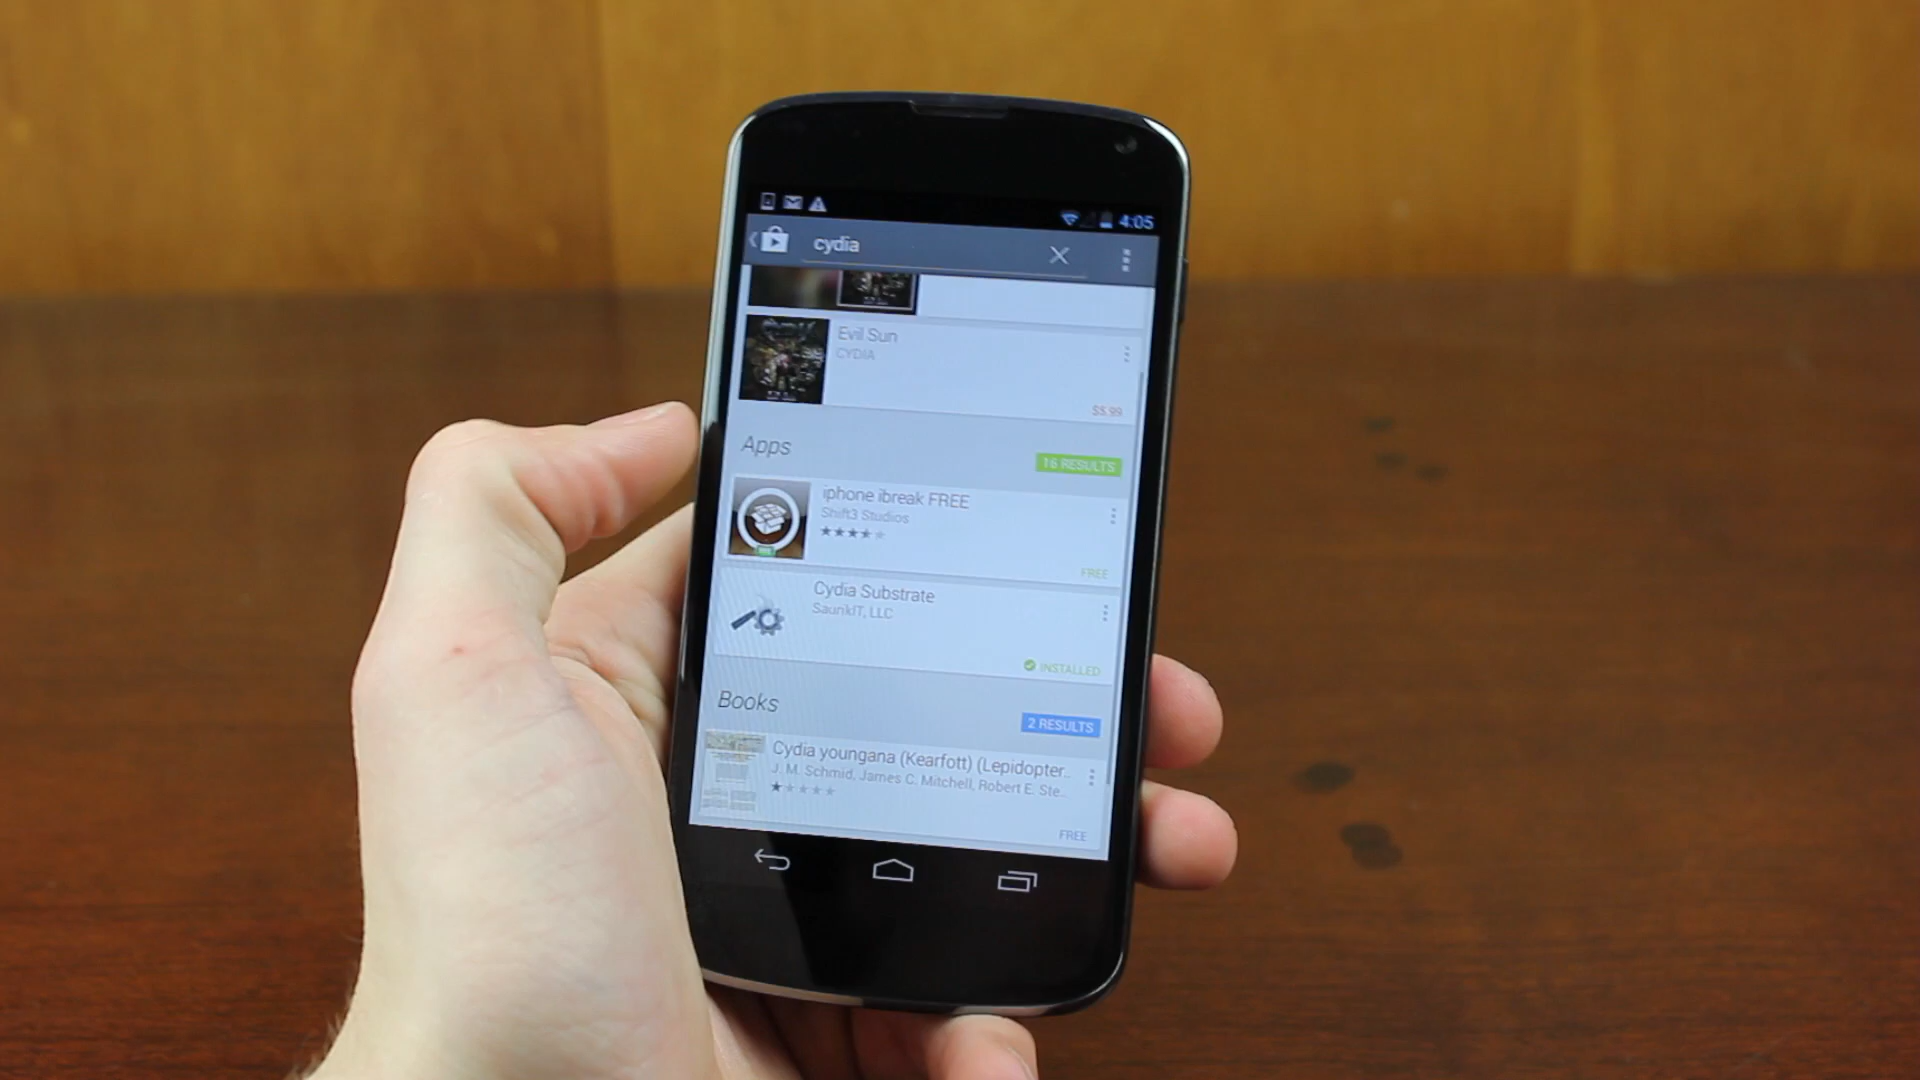 4:05
cydia
Evil Sun
CYDIA
$5.99
Apps
16 RESULTS
iphone ibreak FREE
Shift3 Studios
FREE
Cydia Substrate
SaurikIT, LLC
INSTALLED
Books
2 RESULTS
Cydia youngana (Kearfott) (Lepidopter..
J. M. Schmid, James C. Mitchell, Robert E. Ste..
FREE